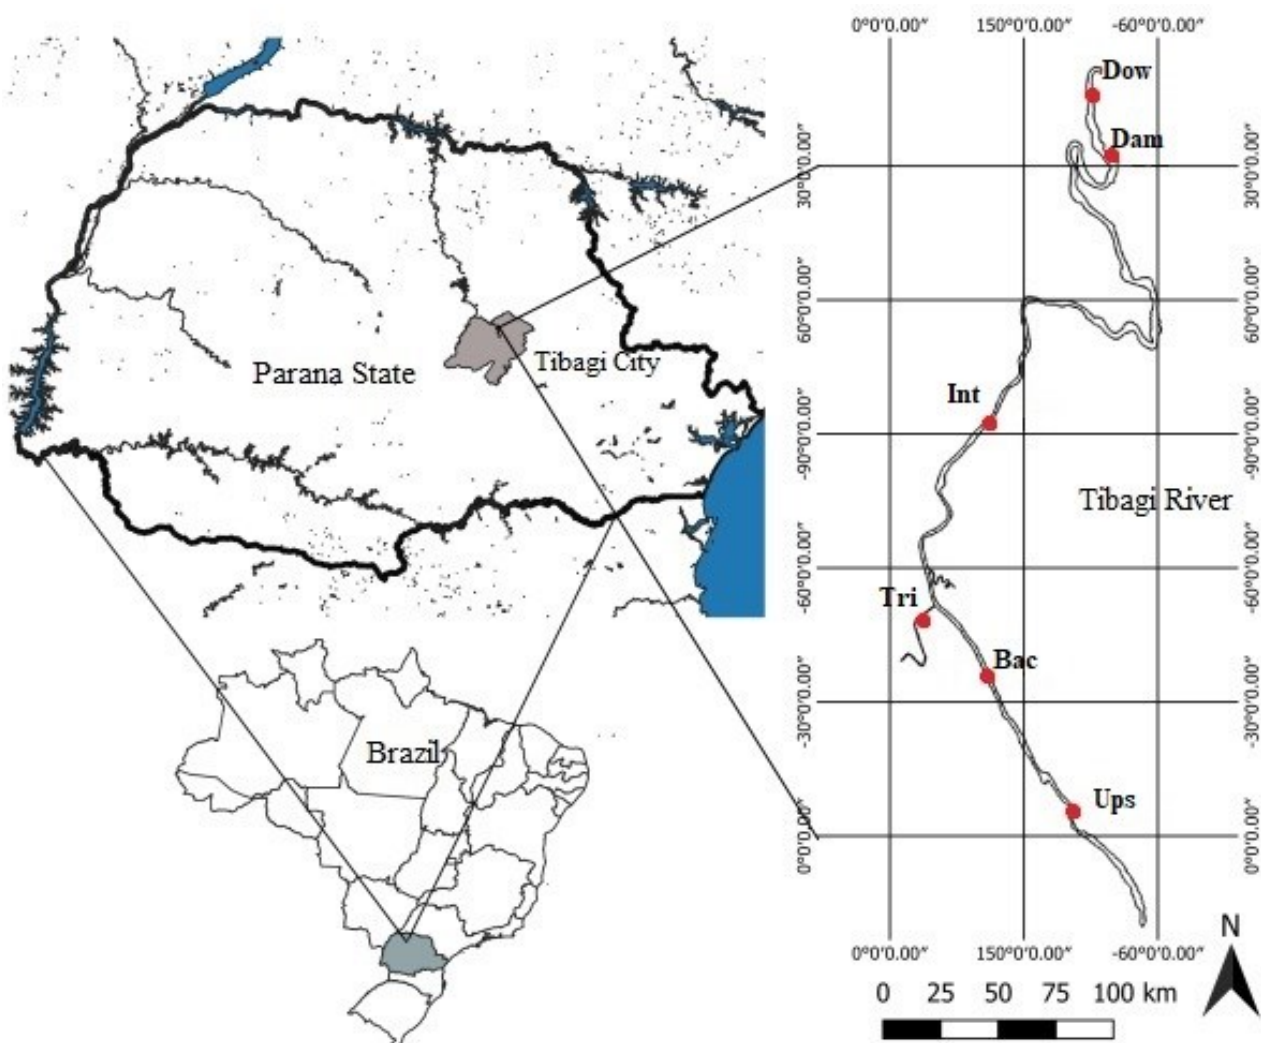 0°0'0.00" 150°0'0.00" -60°0'0.00"
Dow
Dam
30°0'0.00" 30°0'0.00"
60°0'0.00" 60°0'0.00"
Parana State
Tibagi City
Int
-90°0'0.00" -90°0'0.00"
Tibagi River
-60°0'0.00" -60°0'0.00"
Tri
Bac
-30°0'0.00" -30°0'0.00"
Brazil
Ups
0°0'0.00" 0°0'0.00"
0°0'0.00" 150°0'0.00" -60°0'0.00"
N
0 25 50 75 100 km